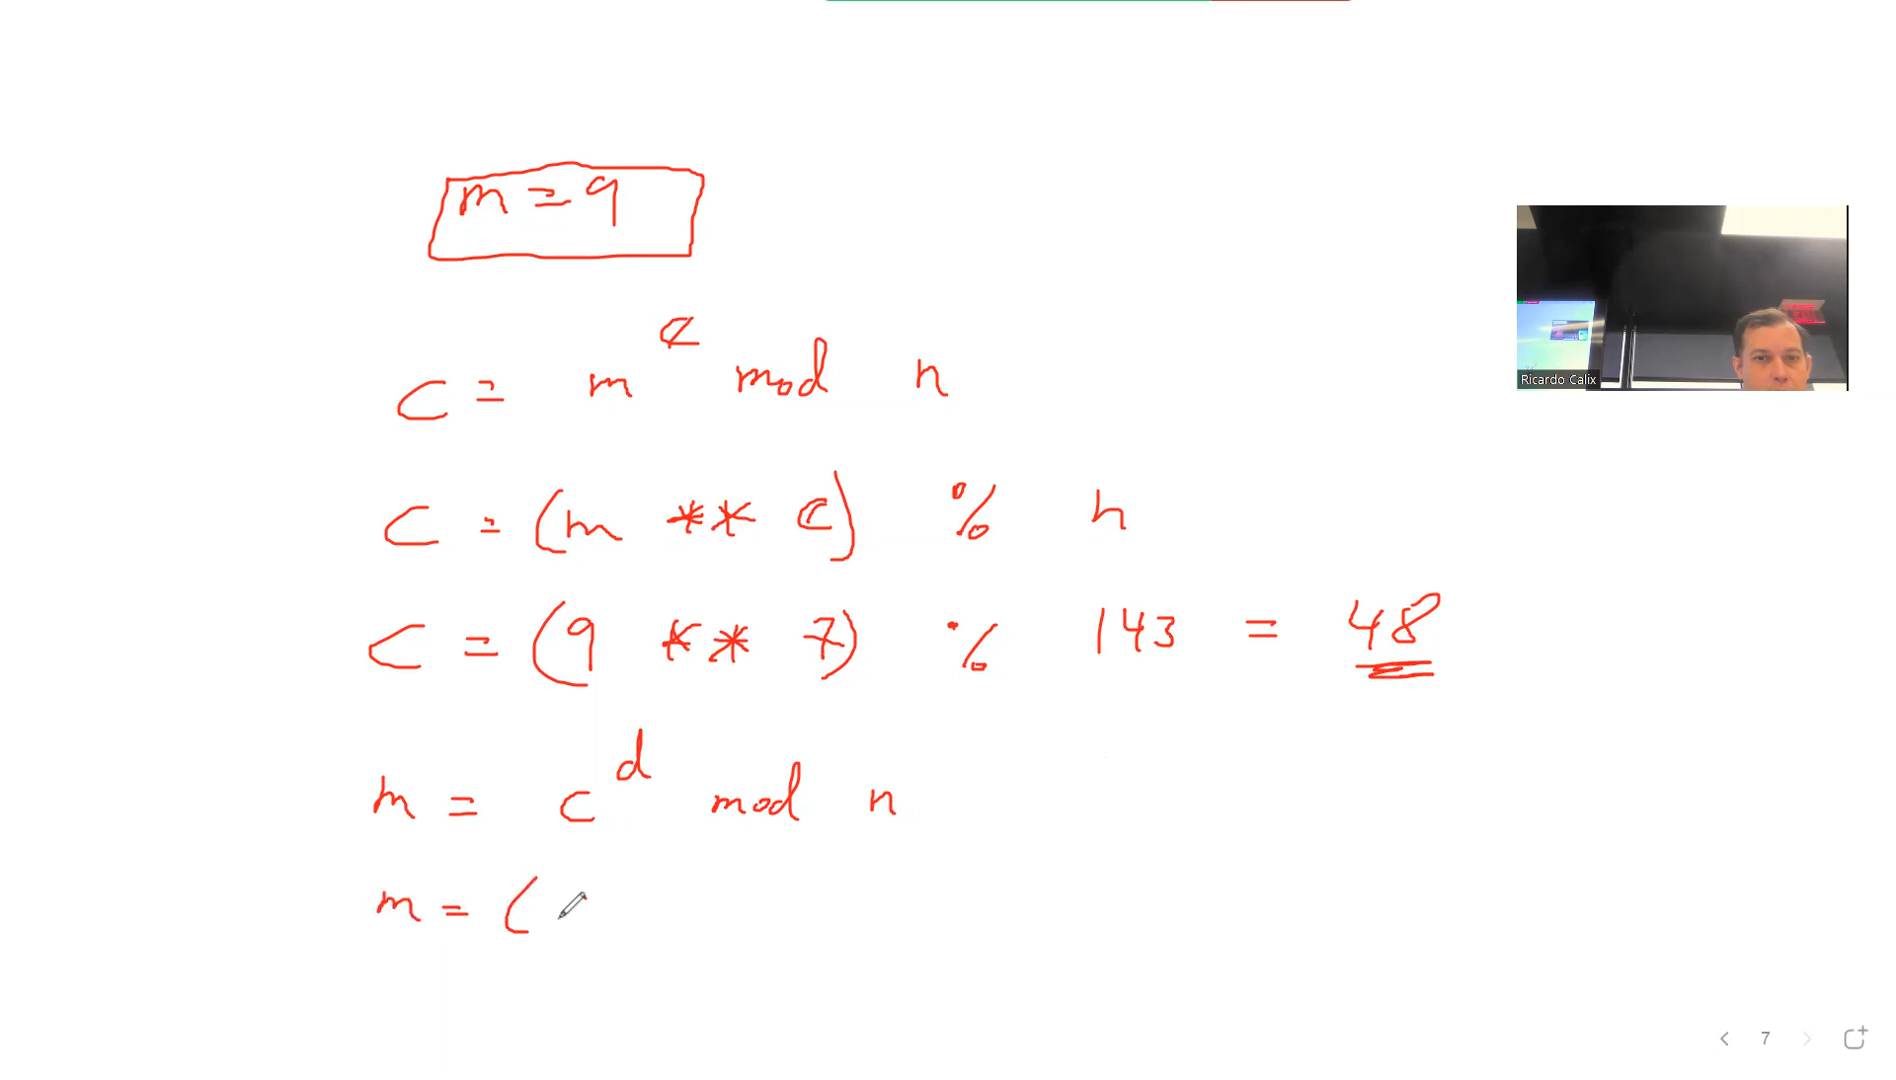 m = 9
c = m^e mod n
c = (m ** e) % n
c = (9 ** 7) % 143 = 48
m = c^d mod n
m = (
Ricardo Calix
7